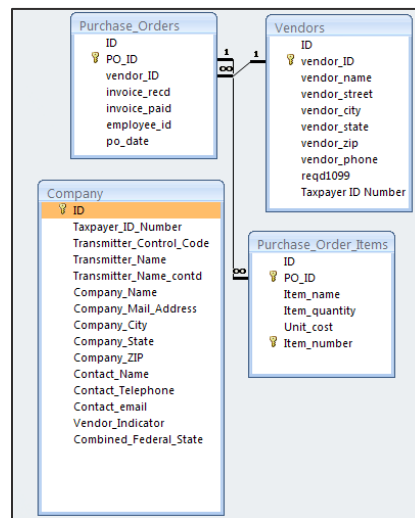 Purchase_Orders
ID
PO_ID
vendor_ID
invoice_recd
invoice_paid
employee_id
po_date
1
∞
1
Vendors
ID
vendor_ID
vendor_name
vendor_street
vendor_city
vendor_state
vendor_zip
vendor_phone
reqd1099
Taxpayer ID Number
Company
ID
Taxpayer_ID_Number
Transmitter_Control_Code
Transmitter_Name
Transmitter_Name_contd
Company_Name
Company_Mail_Address
Company_City
Company_State
Company_ZIP
Contact_Name
Contact_Telephone
Contact_email
Vendor_Indicator
Combined_Federal_State
∞
Purchase_Order_Items
ID
PO_ID
Item_name
Item_quantity
Unit_cost
Item_number